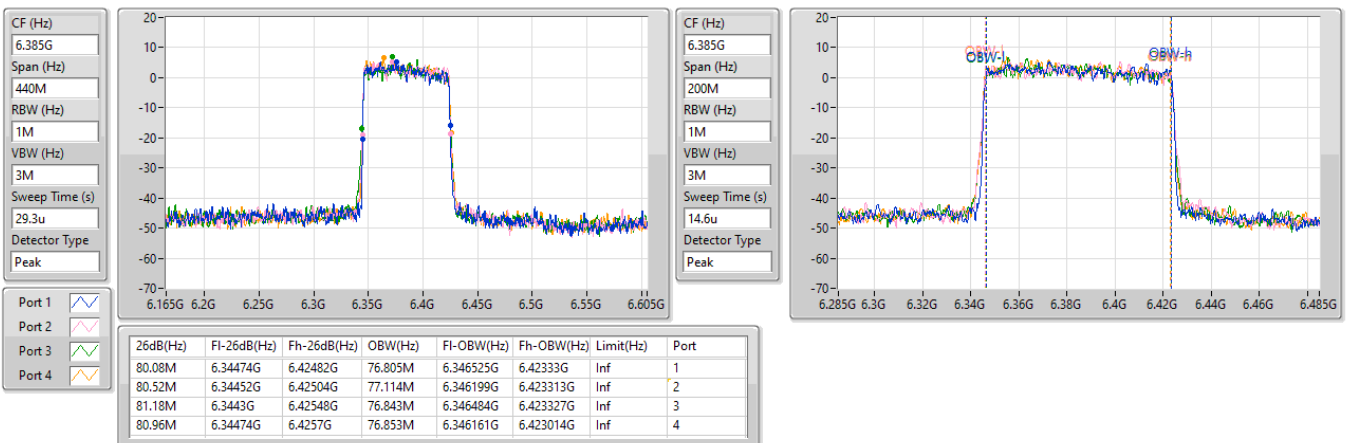 CF (Hz)
6.385G
Span (Hz)
440M
RBW (Hz)
1M
VBW (Hz)
3M
Sweep Time (s)
29.3u
Detector Type
Peak
20
10
0
-10
-20
-30
-40
-50
-60
-70
6.165G 6.2G 6.25G 6.3G 6.35G 6.4G 6.45G 6.5G 6.55G 6.605G
CF (Hz)
6.385G
Span (Hz)
200M
RBW (Hz)
1M
VBW (Hz)
3M
Sweep Time (s)
14.6u
Detector Type
Peak
20
10
0
-10
-20
-30
-40
-50
-60
-70
OBW-l OBW-h
6.285G 6.3G 6.32G 6.34G 6.36G 6.38G 6.4G 6.42G 6.44G 6.46G 6.485G
Port 1
Port 2
Port 3
Port 4
26dB(Hz) Fl-26dB(Hz) Fh-26dB(Hz) OBW(Hz) Fl-OBW(Hz) Fh-OBW(Hz) Limit(Hz) Port
80.08M 6.34474G 6.42482G 76.805M 6.346525G 6.42333G Inf 1
80.52M 6.34452G 6.42504G 77.114M 6.346199G 6.423313G Inf 2
81.18M 6.3443G 6.42548G 76.843M 6.346484G 6.423327G Inf 3
80.96M 6.34474G 6.4257G 76.853M 6.346161G 6.423014G Inf 4